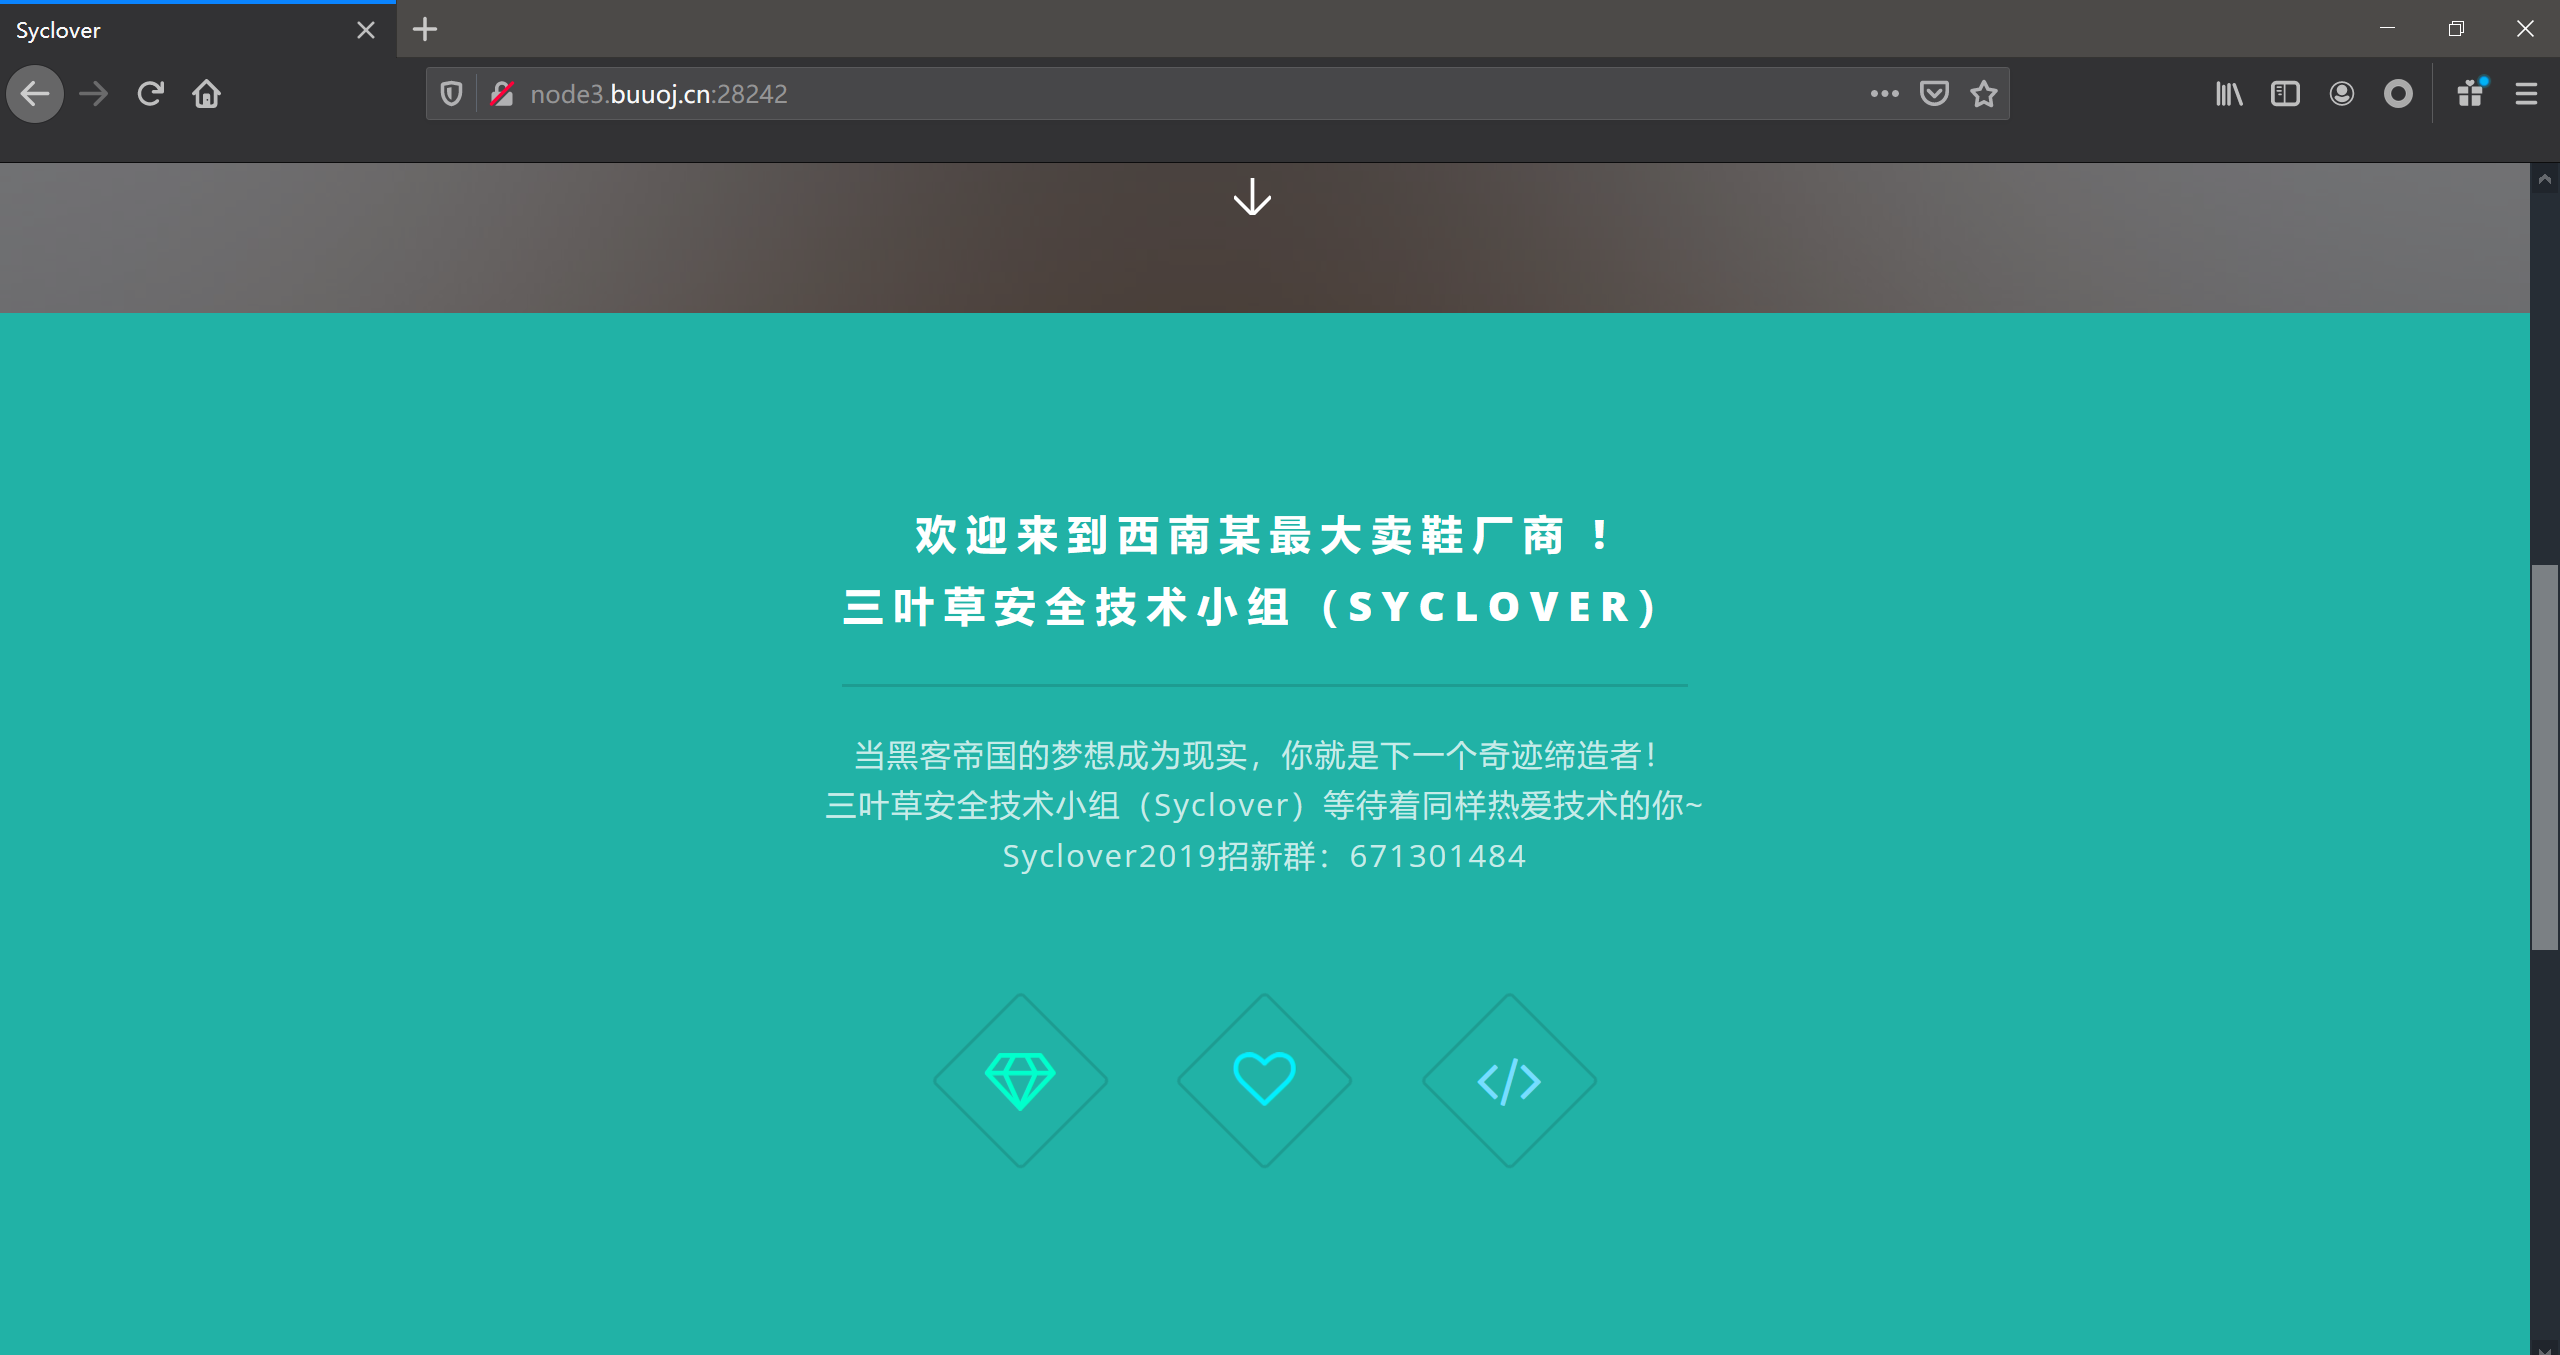 Syclover
node3.buuoj.cn:28242
欢迎来到西南某最大卖鞋厂商 !
三叶草安全技术小组 (SYCLOVER)
当黑客帝国的梦想成为现实，你就是下一个奇迹缔造者！
三叶草安全技术小组（Syclover）等待着同样热爱技术的你~
Syclover2019招新群：671301484